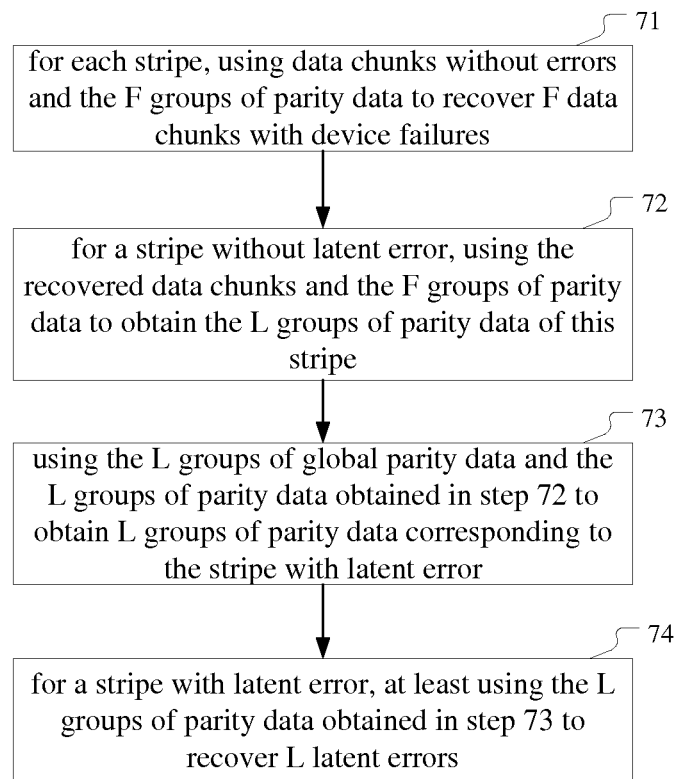 71
for each stripe, using data chunks without errors
and the F groups of parity data to recover F data
chunks with device failures
72
for a stripe without latent error, using the
recovered data chunks and the F groups of parity
data to obtain the L groups of parity data of this
stripe
73
using the L groups of global parity data and the
L groups of parity data obtained in step 72 to
obtain L groups of parity data corresponding to
the stripe with latent error
74
for a stripe with latent error, at least using the L
groups of parity data obtained in step 73 to
recover L latent errors